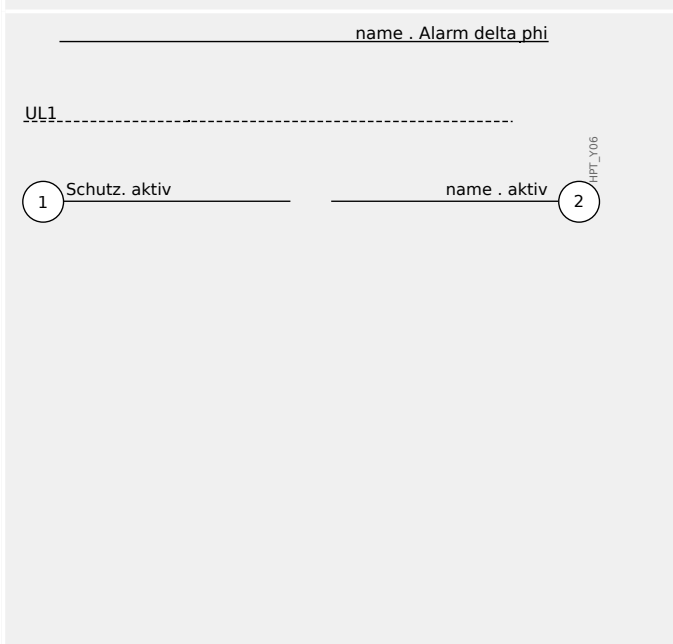 name . Alarm delta phi
UL1
HPT_Y06
Schutz. aktiv
name . aktiv
1
2